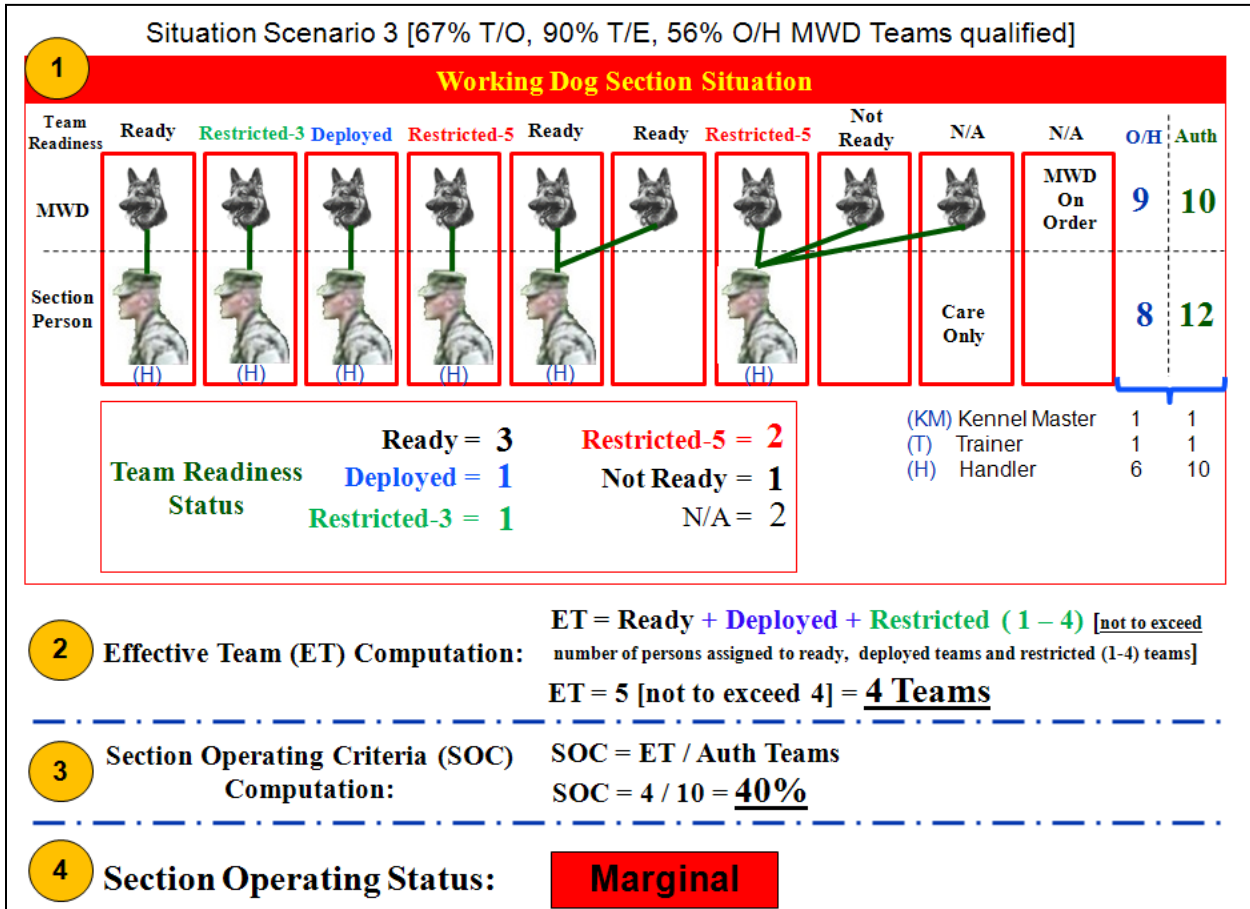 Situation Scenario 3 [67% T/O, 90% T/E, 56% O/H MWD Teams qualified]
1
Working Dog Section Situation
Team Readiness Ready Restricted-3 Deployed Restricted-5 Ready Ready Restricted-5 Not Ready N/A N/A O/H Auth
MWD
MWD On Order
9 10
Section Person
Care Only
8 12
(H) (H) (H) (H) (H) (H)
(KM) Kennel Master 1 1
(T) Trainer 1 1
(H) Handler 6 10
Team Readiness Status
Ready = 3 Restricted-5 = 2
Deployed = 1 Not Ready = 1
Restricted-3 = 1 N/A = 2
2
Effective Team (ET) Computation:
ET = Ready + Deployed + Restricted ( 1 – 4) [not to exceed
number of persons assigned to ready, deployed teams and restricted (1-4) teams]
ET = 5 [not to exceed 4] = 4 Teams
3
Section Operating Criteria (SOC)
Computation:
SOC = ET / Auth Teams
SOC = 4 / 10 = 40%
4
Section Operating Status:
Marginal